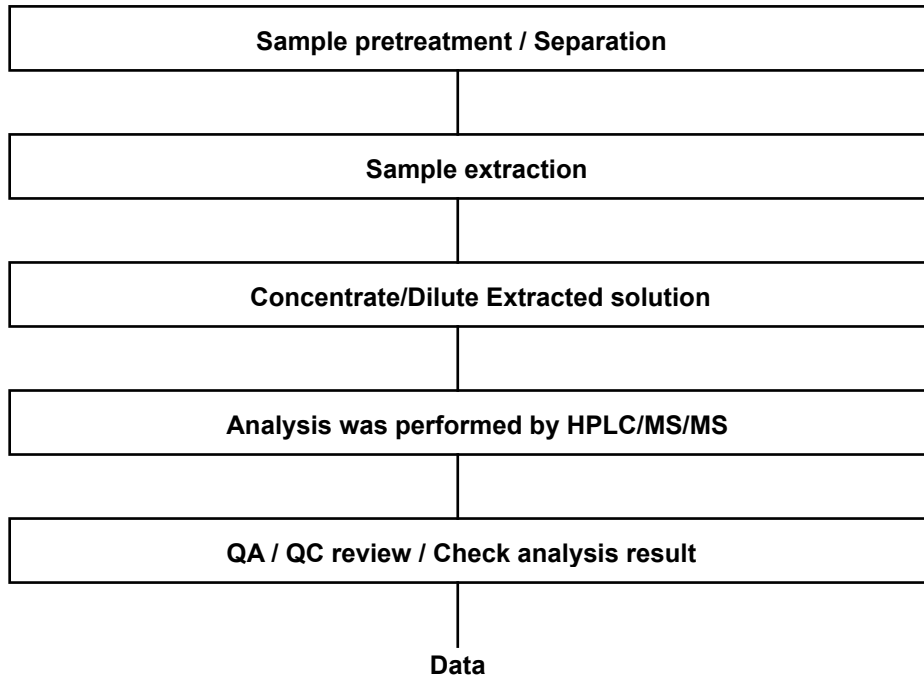 Sample pretreatment / Separation
Sample extraction
Concentrate/Dilute Extracted solution
Analysis was performed by HPLC/MS/MS
QA / QC review / Check analysis result
Data